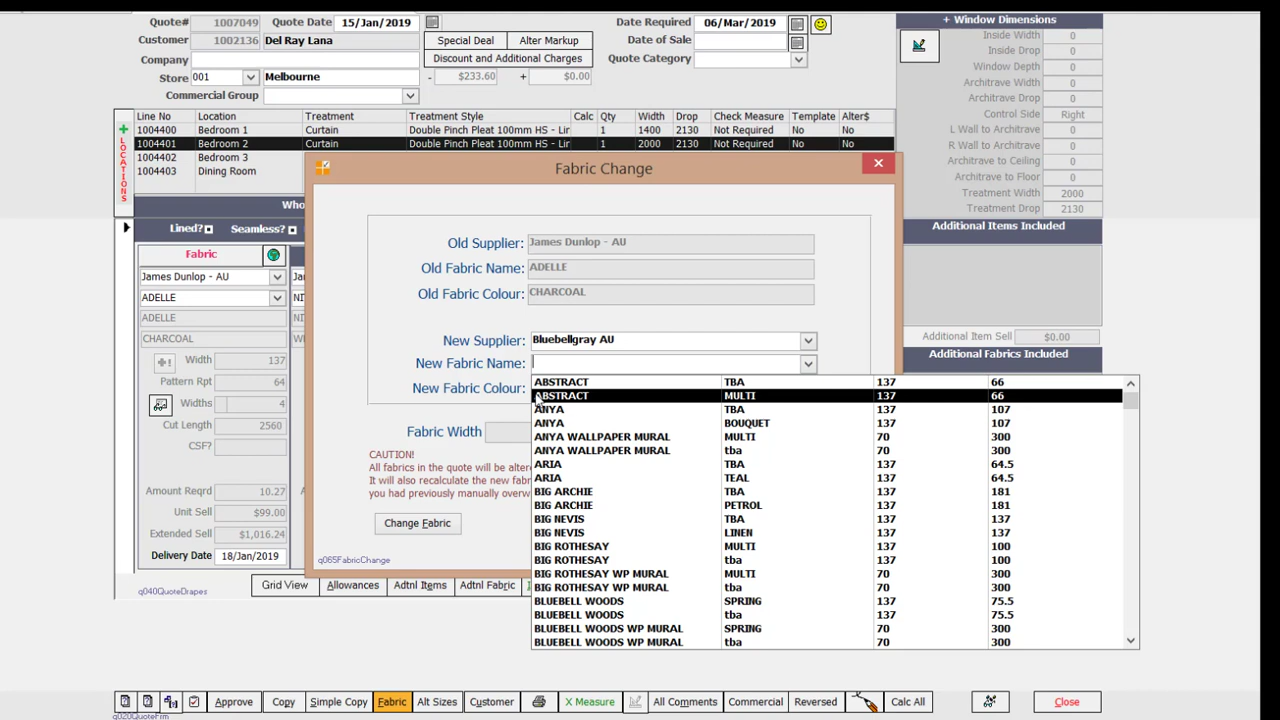 Quote# 1007049 Quote Date 15/Jan/2019 Date Required 06/Mar/2019
Customer 1002136 Del Ray Lana Special Deal Alter Markup Date of Sale
Company Discount and Additional Charges Quote Category
Store 001 Melbourne - $233.60 + $0.00
Commercial Group
+ Window Dimensions
Inside Width 0
Inside Drop 0
Window Depth 0
Architrave Width 0
Architrave Drop 0
Control Side Right
L Wall to Architrave 0
R Wall to Architrave 0
Architrave to Ceiling 0
Architrave to Floor 0
Treatment Width 2000
Treatment Drop 2130
+ LOCATIONS
Line No Location Treatment Treatment Style Calc Qty Width Drop Check Measure Template Alter$
1004400 Bedroom 1 Curtain Double Pinch Pleat 100mm HS - Lir 1 1400 2130 Not Required No No
1004401 Bedroom 2 Curtain Double Pinch Pleat 100mm HS - Lir 1 2000 2130 Not Required No No
1004402 Bedroom 3
1004403 Dining Room
Who
Lined? Seamless?
Fabric
James Dunlop - AU
ADELLE NI
ADELLE
CHARCOAL
Width 137
Pattern Rpt 64
Widths 4
Cut Length 2560
CSF?
Amount Reqrd 10.27
Unit Sell $99.00
Extended Sell $1,016.24
Delivery Date 18/Jan/2019
Additional Items Included
Additional Item Sell $0.00
Additional Fabrics Included
Fabric Change
Old Supplier: James Dunlop - AU
Old Fabric Name: ADELLE
Old Fabric Colour: CHARCOAL
New Supplier: Bluebellgray AU
New Fabric Name:
New Fabric Colour:
Fabric Width
CAUTION!
All fabrics in the quote will be alter
It will also recalculate the new fabr
you had previously manually overw
Change Fabric
q065FabricChange
ABSTRACT TBA 137 66
ABSTRACT MULTI 137 66
ANYA TBA 137 107
ANYA BOUQUET 137 107
ANYA WALLPAPER MURAL MULTI 70 300
ANYA WALLPAPER MURAL tba 70 300
ARIA TBA 137 64.5
ARIA TEAL 137 64.5
BIG ARCHIE TBA 137 181
BIG ARCHIE PETROL 137 181
BIG NEVIS TBA 137 137
BIG NEVIS LINEN 137 137
BIG ROTHESAY MULTI 137 100
BIG ROTHESAY tba 137 100
BIG ROTHESAY WP MURAL MULTI 70 300
BIG ROTHESAY WP MURAL tba 70 300
BLUEBELL WOODS SPRING 137 75.5
BLUEBELL WOODS tba 137 75.5
BLUEBELL WOODS WP MURAL SPRING 70 300
BLUEBELL WOODS WP MURAL tba 70 300
q040QuoteDrapes Grid View Allowances Adtnl Items Adtnl Fabric
Approve Copy Simple Copy Fabric Alt Sizes Customer X Measure All Comments Commercial Reversed Calc All Close
q020QuoteFrm